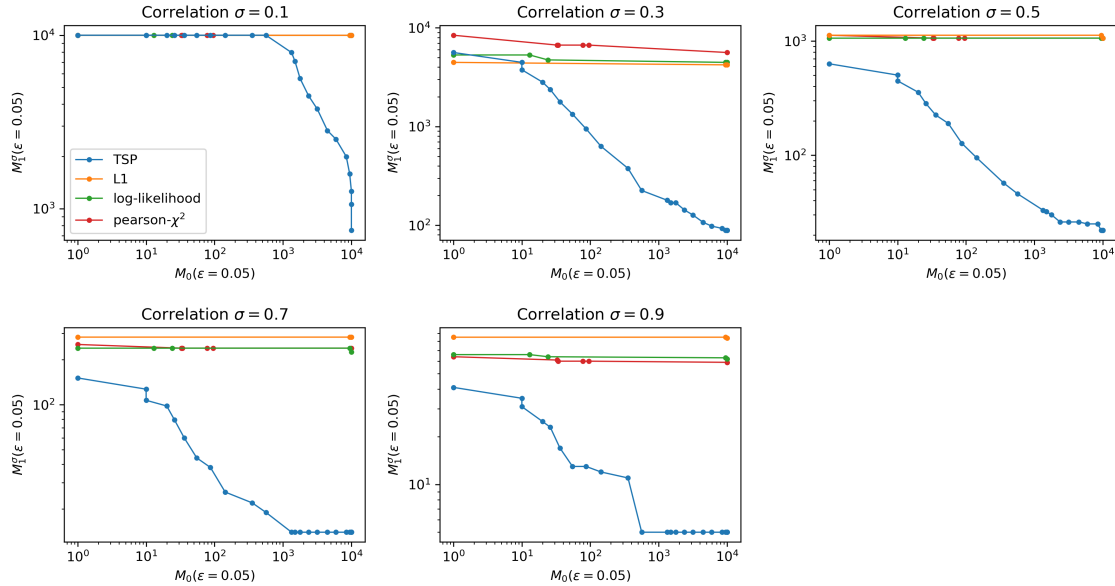 Correlation σ = 0.1
M₁^σ(ε = 0.05)
10⁴
10³
TSP
L1
log-likelihood
pearson-χ²
10⁰ 10¹ 10² 10³ 10⁴
M₀(ε = 0.05)
Correlation σ = 0.3
M₁^σ(ε = 0.05)
10⁴
10³
10²
10⁰ 10¹ 10² 10³ 10⁴
M₀(ε = 0.05)
Correlation σ = 0.5
M₁^σ(ε = 0.05)
10³
10²
10⁰ 10¹ 10² 10³ 10⁴
M₀(ε = 0.05)
Correlation σ = 0.7
M₁^σ(ε = 0.05)
10²
10⁰ 10¹ 10² 10³ 10⁴
M₀(ε = 0.05)
Correlation σ = 0.9
M₁^σ(ε = 0.05)
10¹
10⁰ 10¹ 10² 10³ 10⁴
M₀(ε = 0.05)